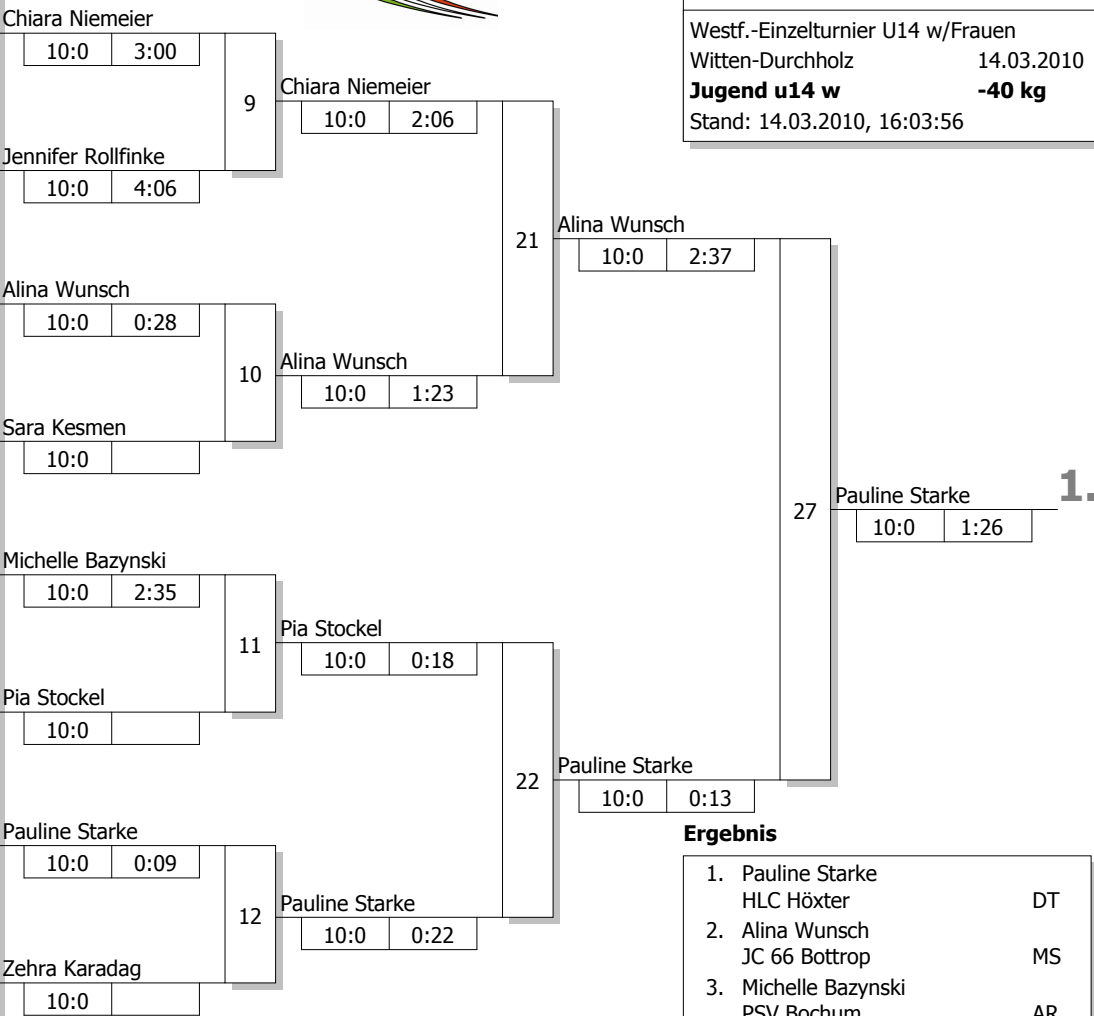 Chiara Niemeier
10:0 3:00
9
Jennifer Rollfinke
10:0 4:06
Alina Wunsch
10:0 0:28
10
Sara Kesmen
10:0
Michelle Bazynski
10:0 2:35
11
Pia Stockel
10:0
Pauline Starke
10:0 0:09
12
Zehra Karadag
10:0
Chiara Niemeier
10:0 2:06
21
Alina Wunsch
10:0 1:23
Pia Stockel
10:0 0:18
22
Pauline Starke
10:0 0:22
Alina Wunsch
10:0 2:37
27
Pauline Starke
10:0 0:13
Pauline Starke 1.
10:0 1:26
Westf.-Einzelturnier U14 w/Frauen
Witten-Durchholz 14.03.2010
Jugend u14 w -40 kg
Stand: 14.03.2010, 16:03:56
Ergebnis
1. Pauline Starke
HLC Höxter DT
2. Alina Wunsch
JC 66 Bottrop MS
3. Michelle Bazynski
PSV Bochum AR